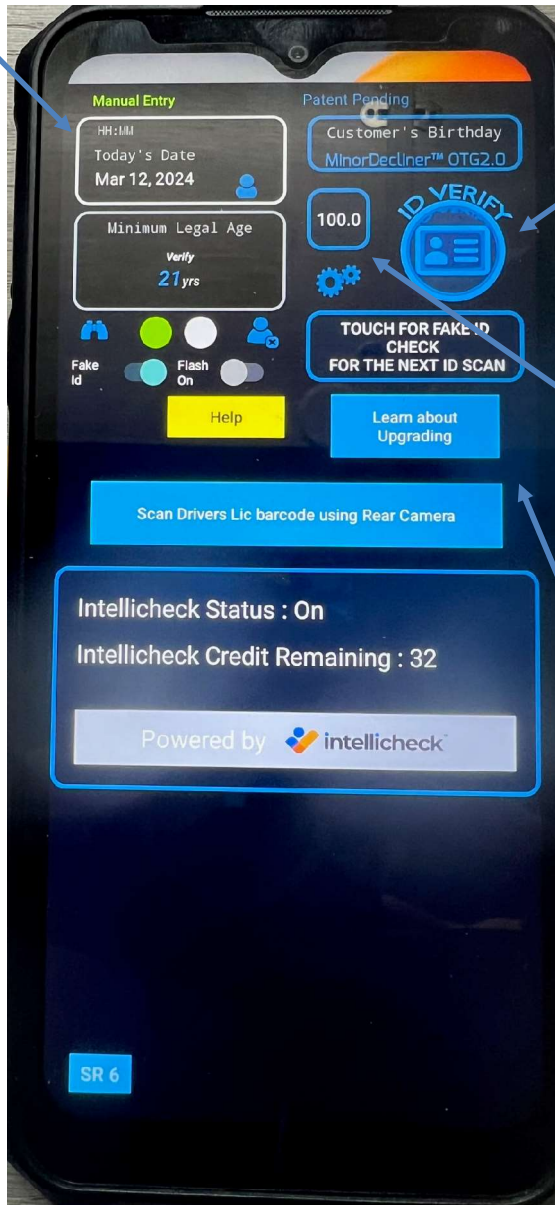 Manual Entry
Patent Pending
HH:MM
Today's Date
Mar 12, 2024
Customer's Birthday
MinorDecliner™ OTG2.0
Minimum Legal Age
Verify
21 yrs
100.0
ID VERIFY
Fake
Id
Flash
On
TOUCH FOR FAKE ID
CHECK
FOR THE NEXT ID SCAN
Help
Learn about
Upgrading
Scan Drivers Lic barcode using Rear Camera
Intellicheck Status : On
Intellicheck Credit Remaining : 32
Powered by intellicheck
SR 6